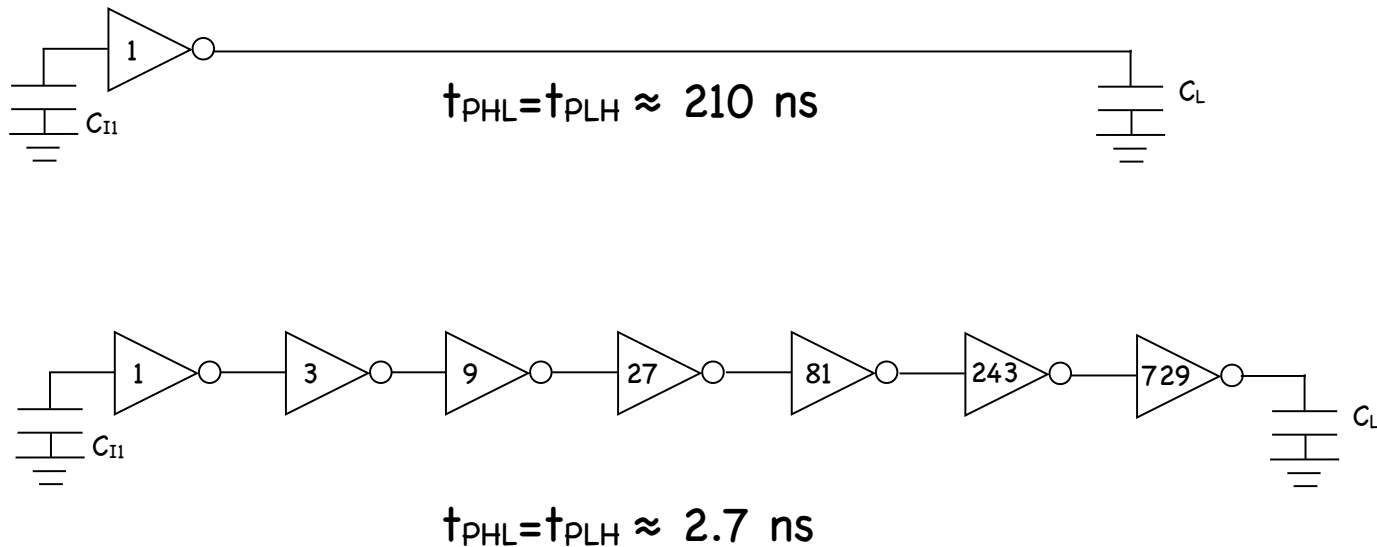 1
C_I1
t_PHL=t_PLH ≈ 210 ns
C_L
1 3 9 27 81 243 729
C_I1
C_L
t_PHL=t_PLH ≈ 2.7 ns